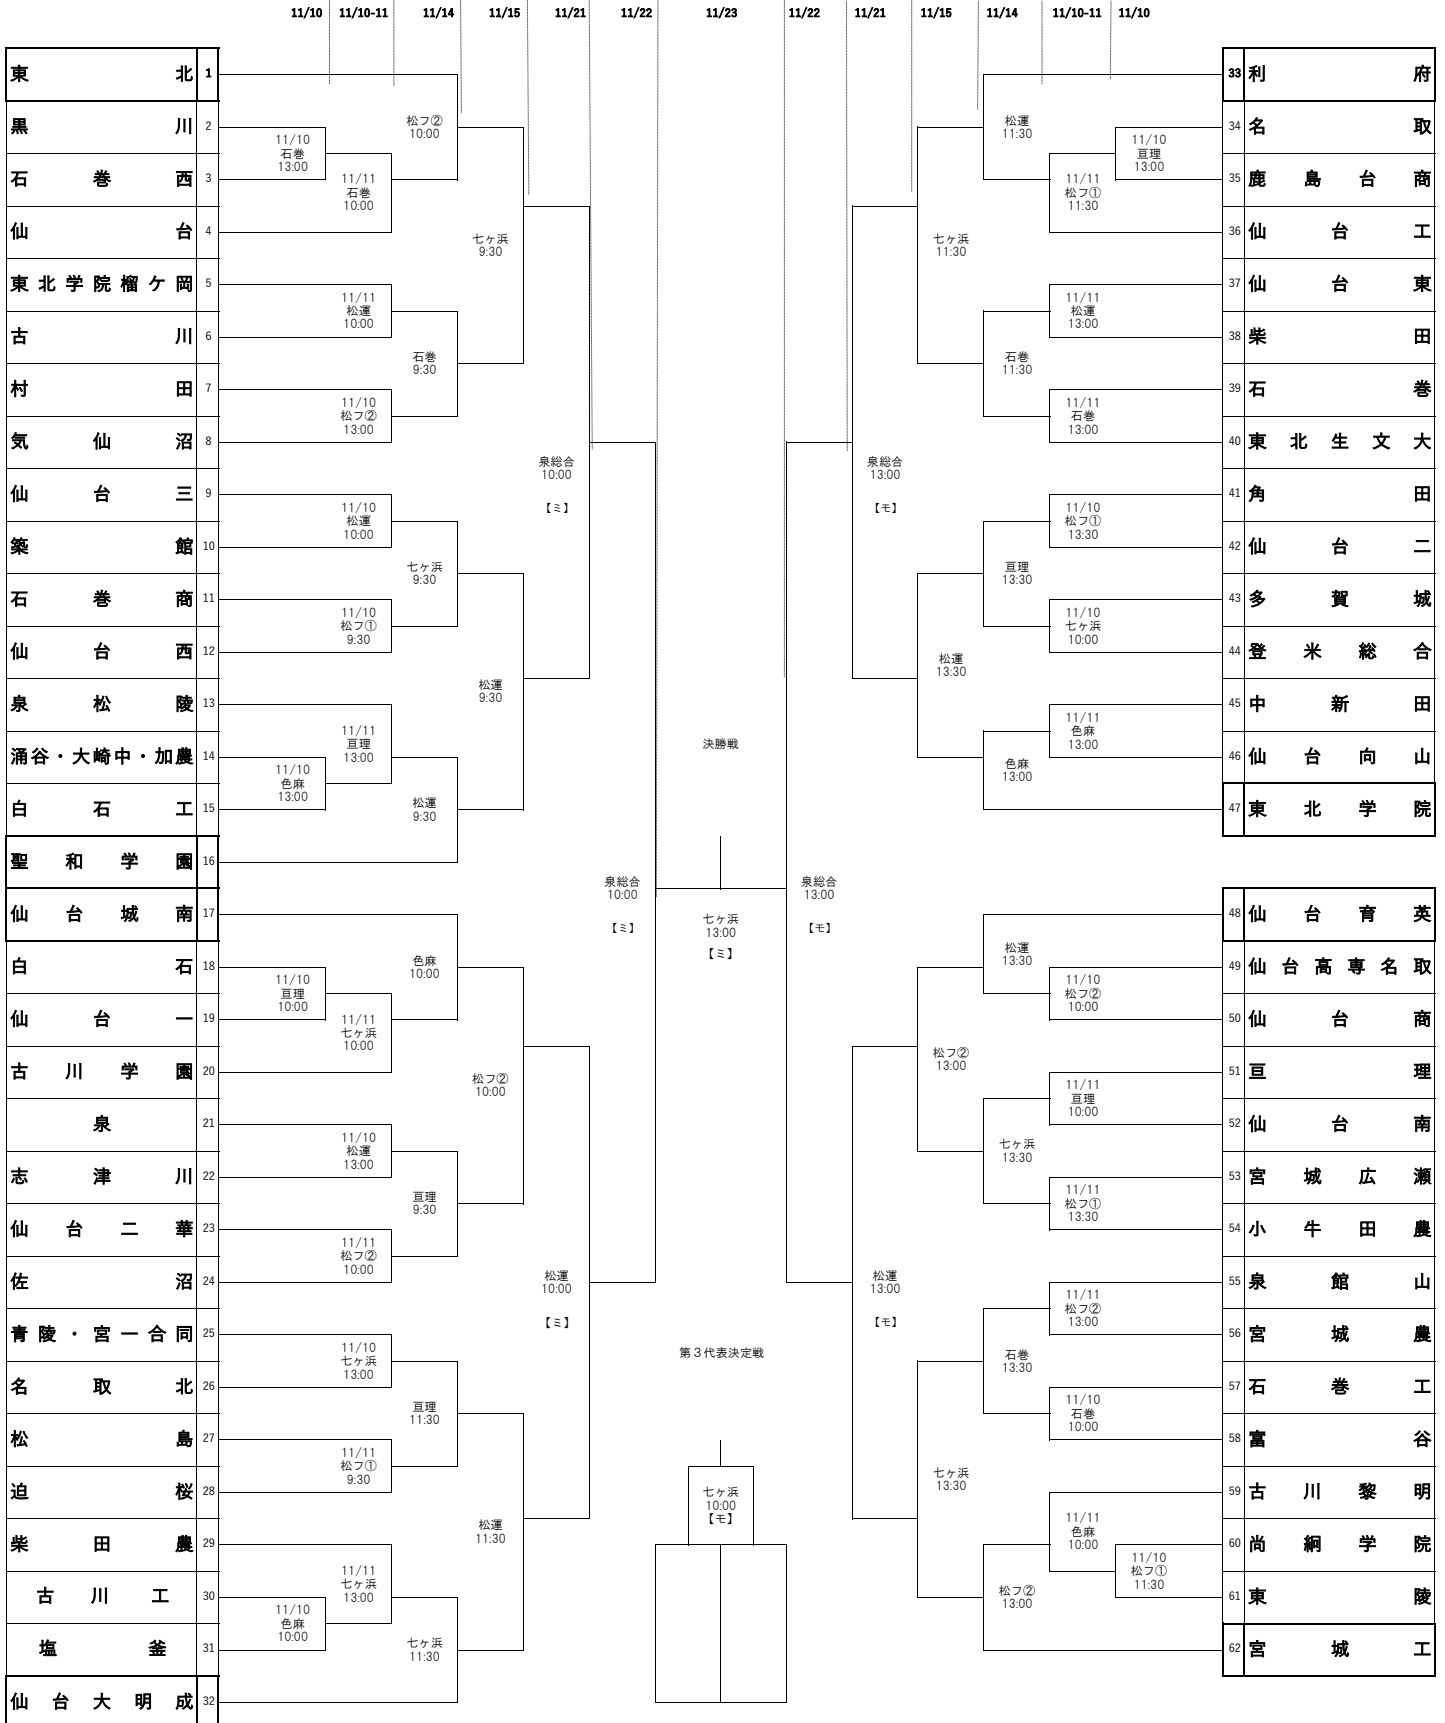 11/10 11/10-11 11/14 11/15 11/21 11/22 11/23 11/22 11/21 11/15 11/14 11/10-11 11/10
東北 1
黒川 2
石巻西 3
仙台 4
東北学院榴ケ岡 5
古川 6
村田 7
気仙沼 8
仙台三 9
築館 10
石巻商 11
仙台西 12
泉松陵 13
涌谷・大崎中・加農 14
白石工 15
聖和学園 16
仙台城南 17
白石 18
仙台一 19
古川学園 20
泉 21
志津川 22
仙台二華 23
佐沼 24
青陵・宮一合同 25
名取北 26
松島 27
迫桜 28
柴田農 29
古川工 30
塩釜 31
仙台大明成 32
11/10
石巻
13:00
11/10
色麻
13:00
11/10
亘理
10:00
11/10
色麻
10:00
11/11
石巻
10:00
11/11
松運
10:00
11/10
松フ②
13:00
11/10
松運
10:00
11/10
松フ①
9:30
11/11
亘理
13:00
11/11
七ヶ浜
10:00
11/10
松運
13:00
11/11
松フ②
10:00
11/10
七ヶ浜
13:00
11/11
松フ①
9:30
11/11
七ヶ浜
13:00
松フ②
10:00
石巻
9:30
七ヶ浜
9:30
松運
9:30
色麻
10:00
亘理
9:30
亘理
11:30
七ヶ浜
11:30
七ヶ浜
9:30
松運
9:30
松フ②
10:00
松運
11:30
泉総合
10:00
【ミ】
松運
10:00
【ミ】
泉総合
10:00
【ミ】
決勝戦
七ヶ浜
13:00
【ミ】
第３代表決定戦
七ヶ浜
10:00
【モ】
泉総合
13:00
【モ】
泉総合
13:00
【モ】
松運
13:00
【モ】
七ヶ浜
11:30
松運
13:30
松フ②
13:00
七ヶ浜
13:30
松運
11:30
石巻
11:30
亘理
13:30
色麻
13:00
松運
13:30
七ヶ浜
13:30
石巻
13:30
松フ②
13:00
11/11
松フ①
11:30
11/11
松運
13:00
11/11
石巻
13:00
11/10
松フ①
13:30
11/10
七ヶ浜
10:00
11/11
色麻
13:00
11/10
松フ②
10:00
11/11
亘理
10:00
11/11
松フ①
13:30
11/11
松フ②
13:00
11/10
石巻
10:00
11/11
色麻
10:00
11/10
亘理
13:00
11/10
松フ①
11:30
33 利府
34 名取
35 鹿島台商
36 仙台工
37 仙台東
38 柴田
39 石巻
40 東北生文大
41 角田
42 仙台二
43 多賀城
44 登米総合
45 中新田
46 仙台向山
47 東北学院
48 仙台育英
49 仙台高専名取
50 仙台商
51 亘理
52 仙台南
53 宮城広瀬
54 小牛田農
55 泉館山
56 宮城農
57 石巻工
58 富谷
59 古川黎明
60 尚絅学院
61 東陵
62 宮城工